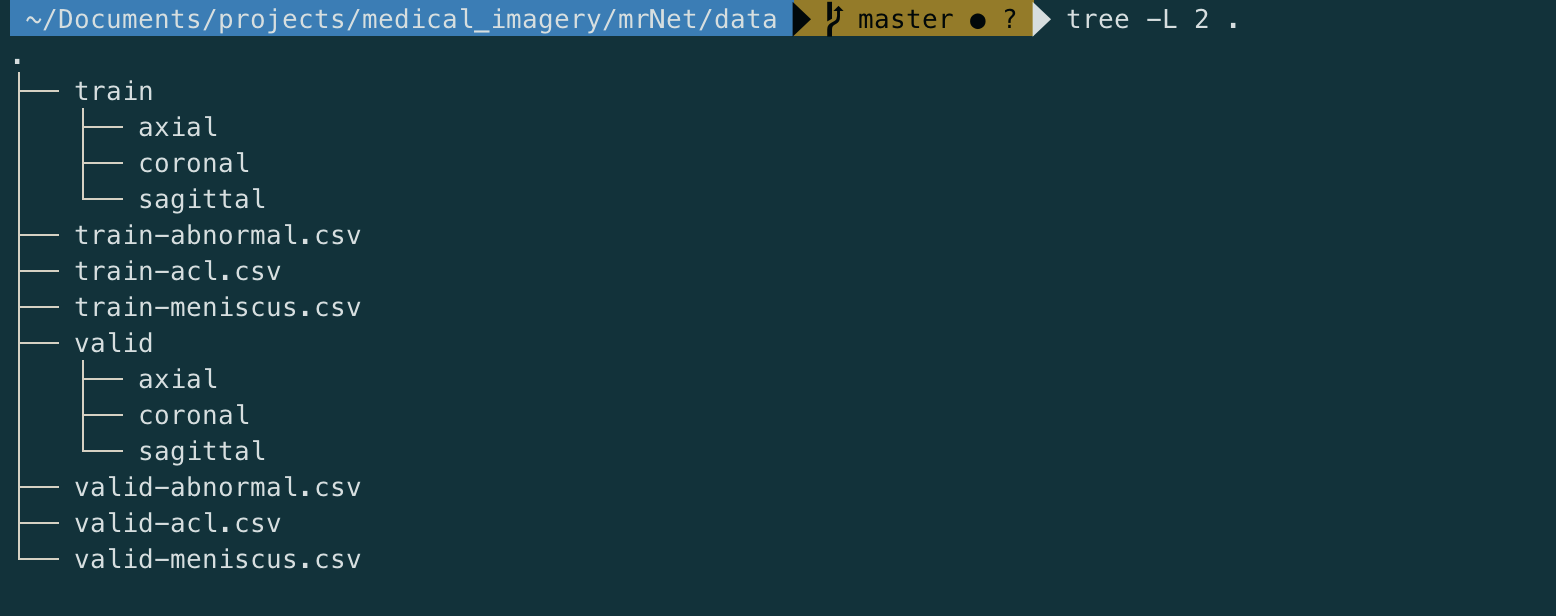 ~/Documents/projects/medical_imagery/mrNet/data master ● ? tree -L 2 .
.
├── train
│   ├── axial
│   ├── coronal
│   └── sagittal
├── train-abnormal.csv
├── train-acl.csv
├── train-meniscus.csv
├── valid
│   ├── axial
│   ├── coronal
│   └── sagittal
├── valid-abnormal.csv
├── valid-acl.csv
└── valid-meniscus.csv